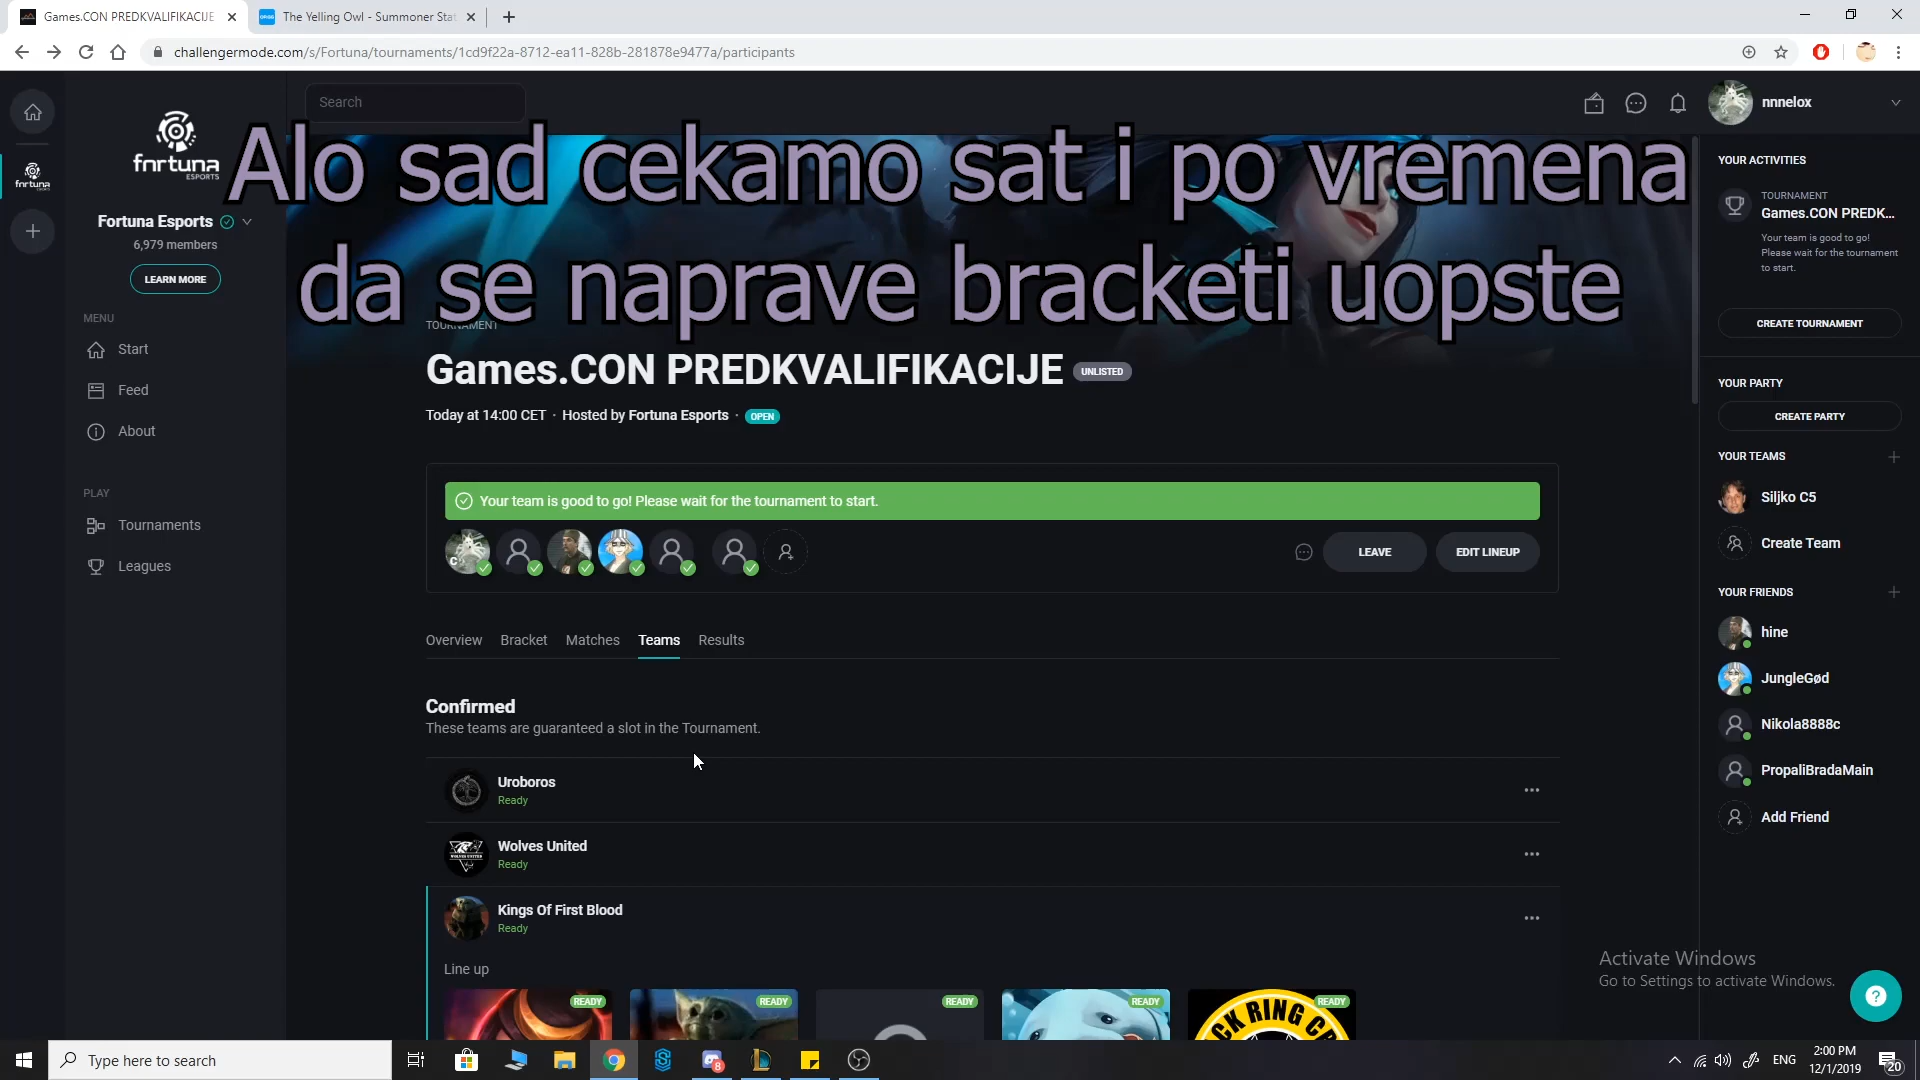 Games.CON PREDKVALIFIKACIJE
The Yelling Owl - Summoner Stat
challengermode.com/s/Fortuna/tournaments/1cd9f22a-8712-ea11-828b-281878e9477a/participants
Search
nnnelox
Alo sad cekamo sat i po vremena
da se naprave bracketi uopste
fortuna
ESPORTS
fortuna
Fortuna Esports
6,979 members
LEARN MORE
MENU
Start
Feed
About
PLAY
Tournaments
Leagues
TOURNAMENT
Games.CON PREDKVALIFIKACIJE UNLISTED
Today at 14:00 CET · Hosted by Fortuna Esports · OPEN
Your team is good to go! Please wait for the tournament to start.
LEAVE
EDIT LINEUP
Overview Bracket Matches Teams Results
Confirmed
These teams are guaranteed a slot in the Tournament.
Uroboros
Ready
Wolves United
Ready
Kings Of First Blood
Ready
Line up
READY READY READY READY READY
YOUR ACTIVITIES
TOURNAMENT
Games.CON PREDK...
Your team is good to go!
Please wait for the tournament
to start.
CREATE TOURNAMENT
YOUR PARTY
CREATE PARTY
YOUR TEAMS
Siljko C5
Create Team
YOUR FRIENDS
hine
JungleGød
Nikola8888c
PropaliBradaMain
Add Friend
Activate Windows
Go to Settings to activate Windows.
Type here to search
8
ENG
2:00 PM
12/1/2019
20